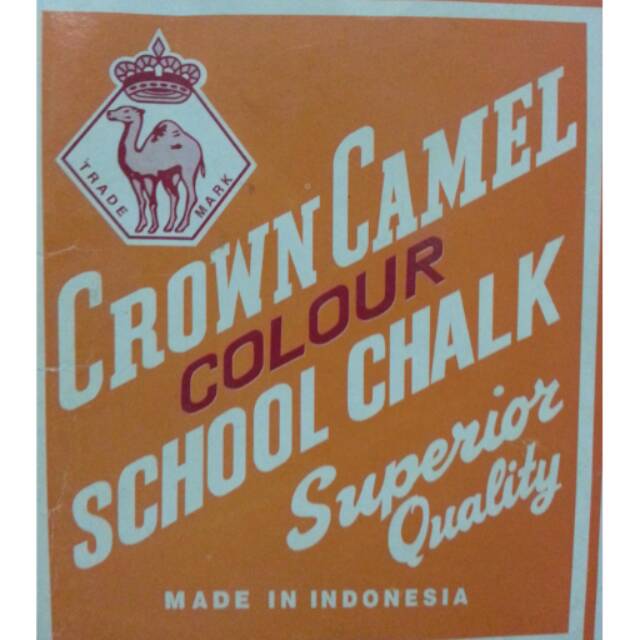 TRADE MARK
CROWN CAMEL
COLOUR
SCHOOL CHALK
Superior
Quality
MADE IN INDONESIA